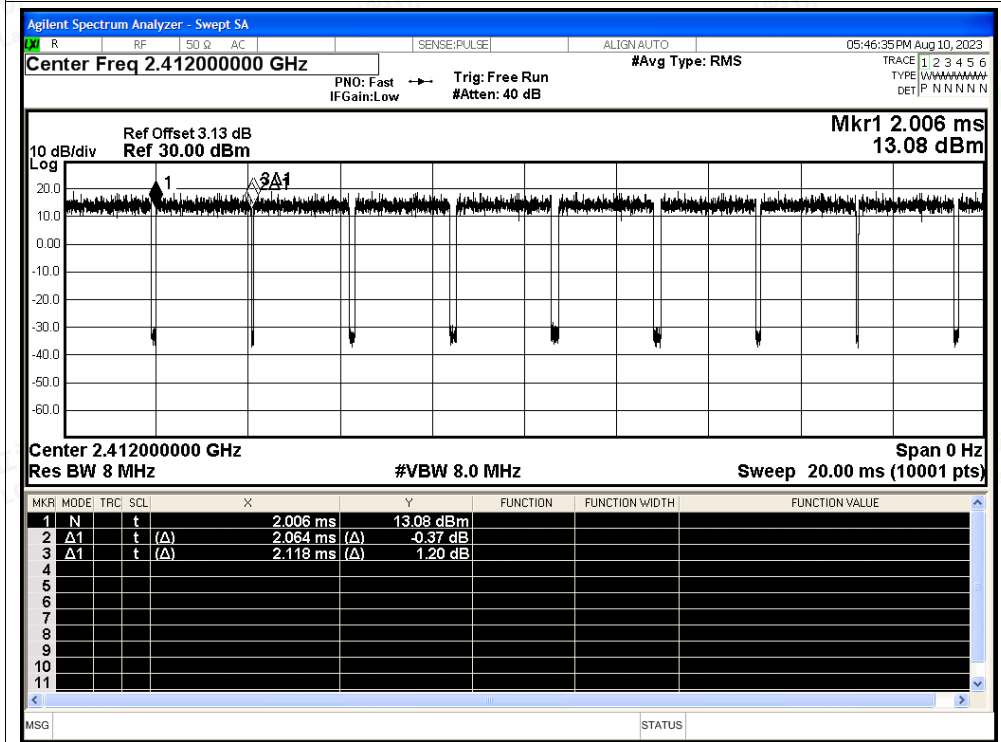 Agilent Spectrum Analyzer - Swept SA
LXI R RF 50 Ω AC SENSE:PULSE ALIGN AUTO 05:46:35 PM Aug 10, 2023
Center Freq 2.412000000 GHz #Avg Type: RMS TRACE 1 2 3 4 5 6
PNO: Fast Trig: Free Run TYPE WWWWWW
IFGain:Low #Atten: 40 dB DET P N N N N N
Mkr1 2.006 ms
Ref Offset 3.13 dB
10 dB/div Ref 30.00 dBm 13.08 dBm
Log
1 3Δ1
20.0
10.0
0.00
-10.0
-20.0
-30.0
-40.0
-50.0
-60.0
Center 2.412000000 GHz Span 0 Hz
Res BW 8 MHz #VBW 8.0 MHz Sweep 20.00 ms (10001 pts)
MKR MODE TRC SCL X Y FUNCTION FUNCTION WIDTH FUNCTION VALUE
1 N t 2.006 ms 13.08 dBm
2 Δ1 t (Δ) 2.064 ms (Δ) -0.37 dB
3 Δ1 t (Δ) 2.118 ms (Δ) 1.20 dB
4
5
6
7
8
9
10
11
MSG STATUS